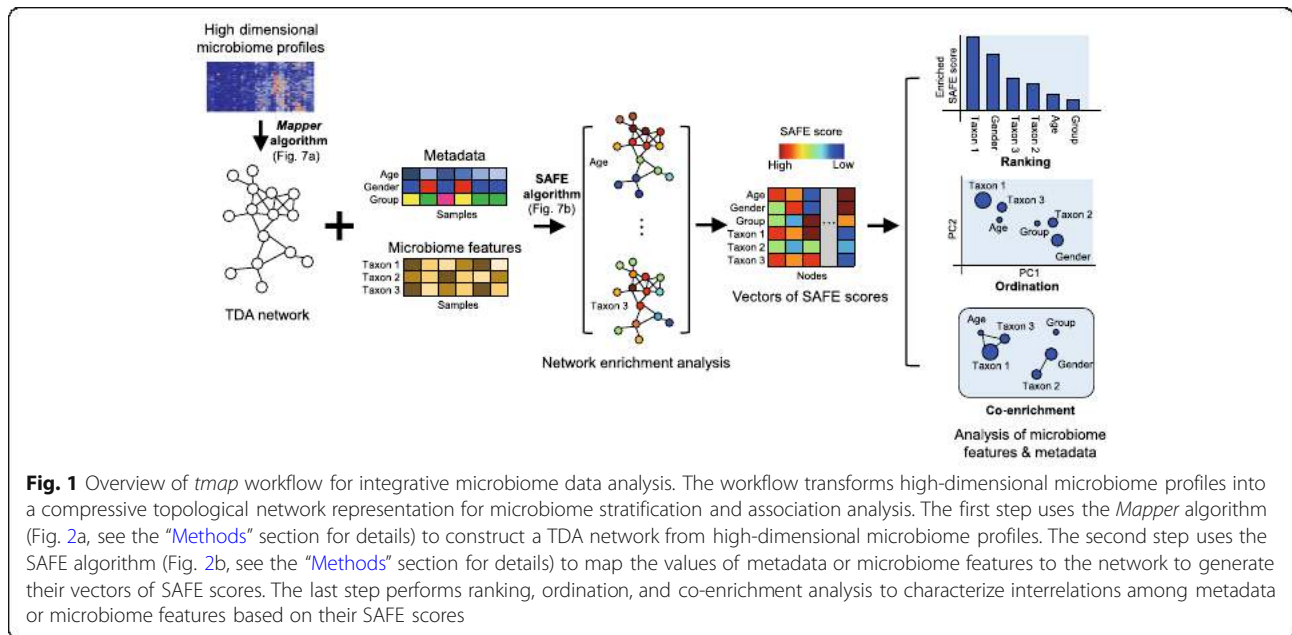 High dimensional
microbiome profiles
Mapper
algorithm
(Fig. 7a)
TDA network
Metadata
Age
Gender
Group
Samples
Microbiome features
Taxon 1
Taxon 2
Taxon 3
Samples
SAFE
algorithm
(Fig. 7b)
Age
Taxon 3
Network enrichment analysis
SAFE score
High
Low
Age
Gender
Group
Taxon 1
Taxon 2
Taxon 3
...
Nodes
Vectors of SAFE scores
Enriched
SAFE score
Taxon 1
Gender
Taxon 3
Taxon 2
Age
Group
Ranking
PC2
Taxon 1
Taxon 3
Age
Group
Taxon 2
Gender
PC1
Ordination
Age
Taxon 3
Group
Taxon 1
Gender
Taxon 2
Co-enrichment
Analysis of microbiome
features & metadata
Fig. 1 Overview of tmap workflow for integrative microbiome data analysis. The workflow transforms high-dimensional microbiome profiles into
a compressive topological network representation for microbiome stratification and association analysis. The first step uses the Mapper algorithm
(Fig. 2a, see the “Methods” section for details) to construct a TDA network from high-dimensional microbiome profiles. The second step uses the
SAFE algorithm (Fig. 2b, see the “Methods” section for details) to map the values of metadata or microbiome features to the network to generate
their vectors of SAFE scores. The last step performs ranking, ordination, and co-enrichment analysis to characterize interrelations among metadata
or microbiome features based on their SAFE scores